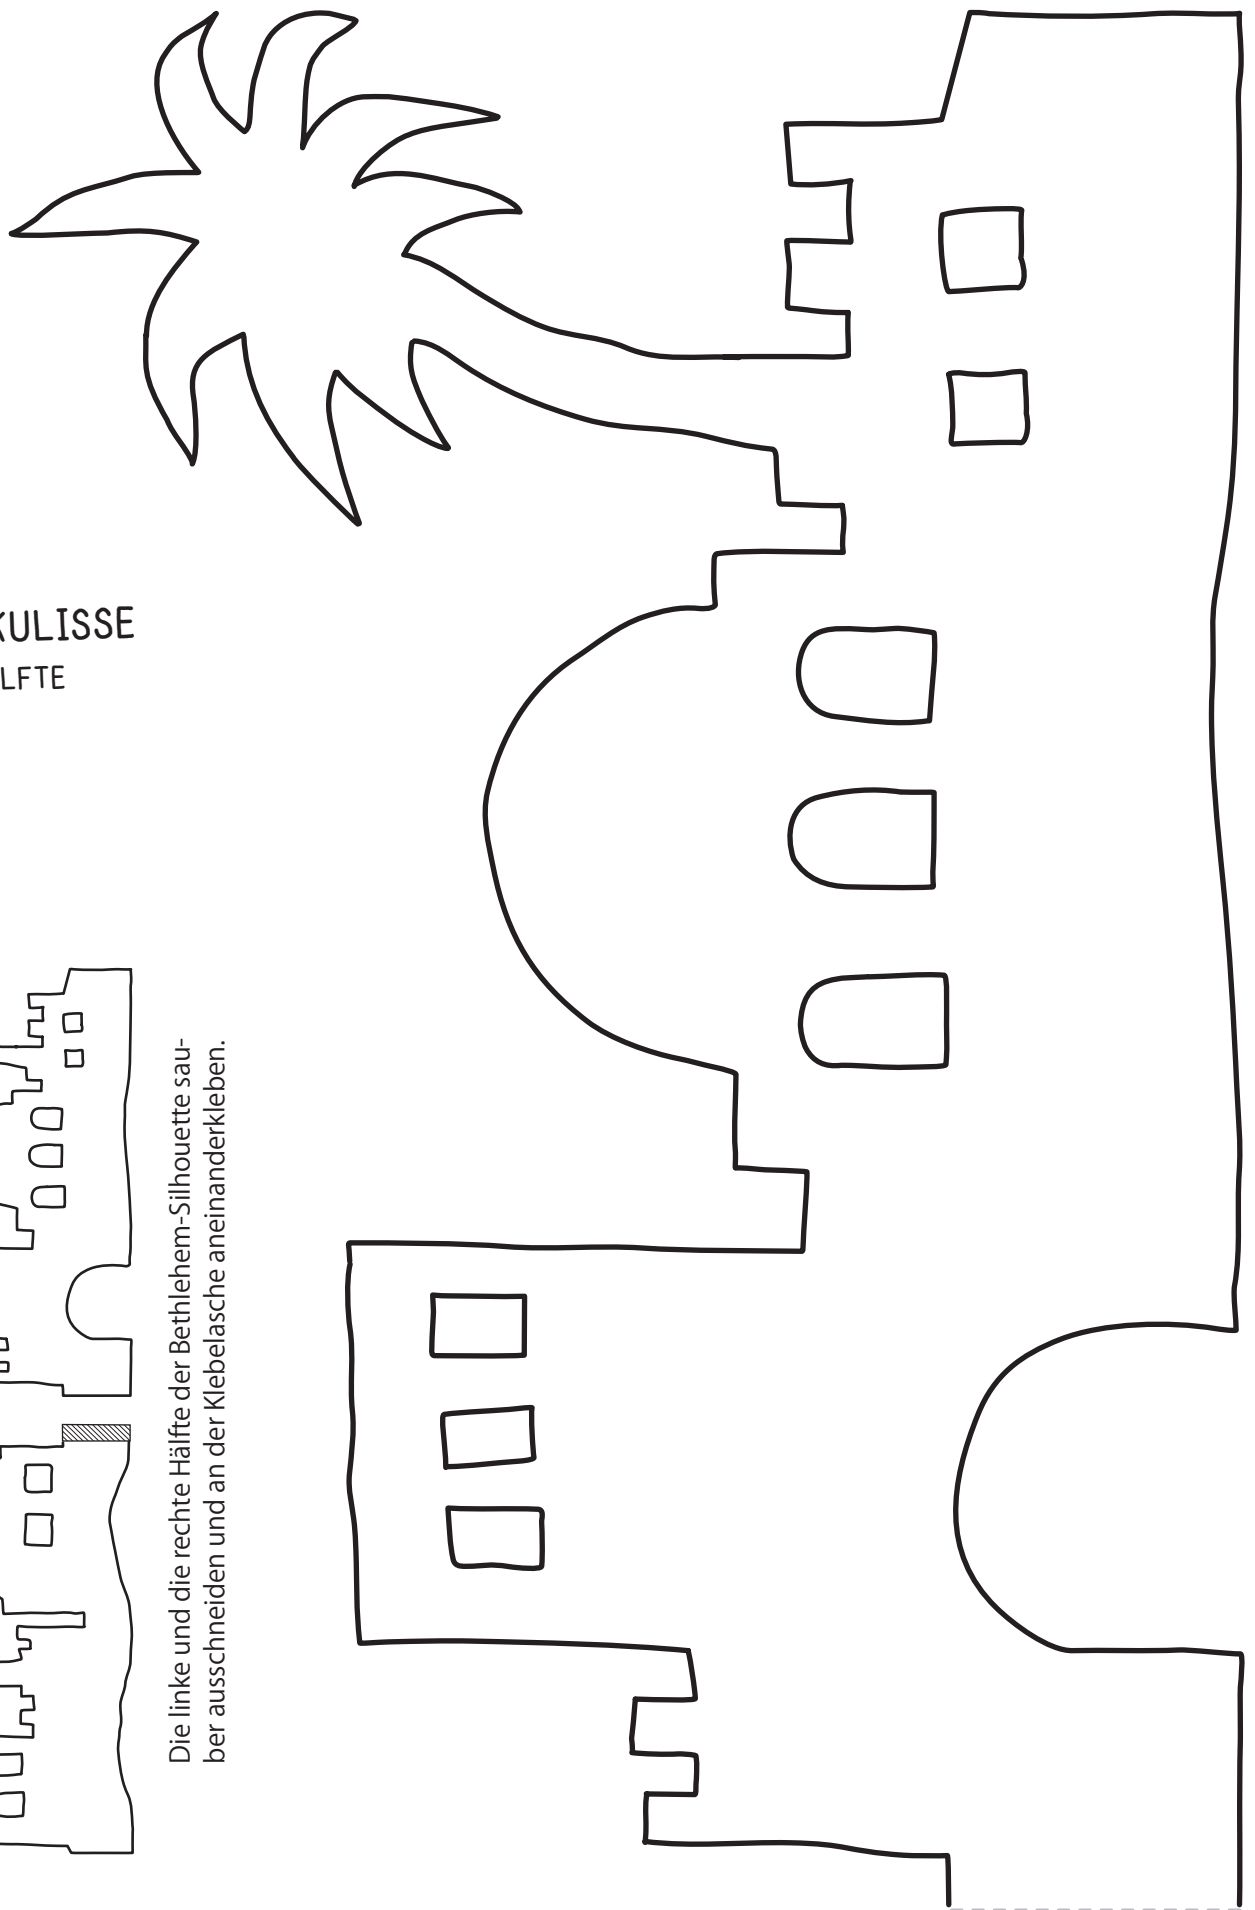 KULISSE
LFTE
Die linke und die rechte Hälfte der Bethlehem-Silhouette sau-
ber ausschneiden und an der Klebelasche aneinanderkleben.